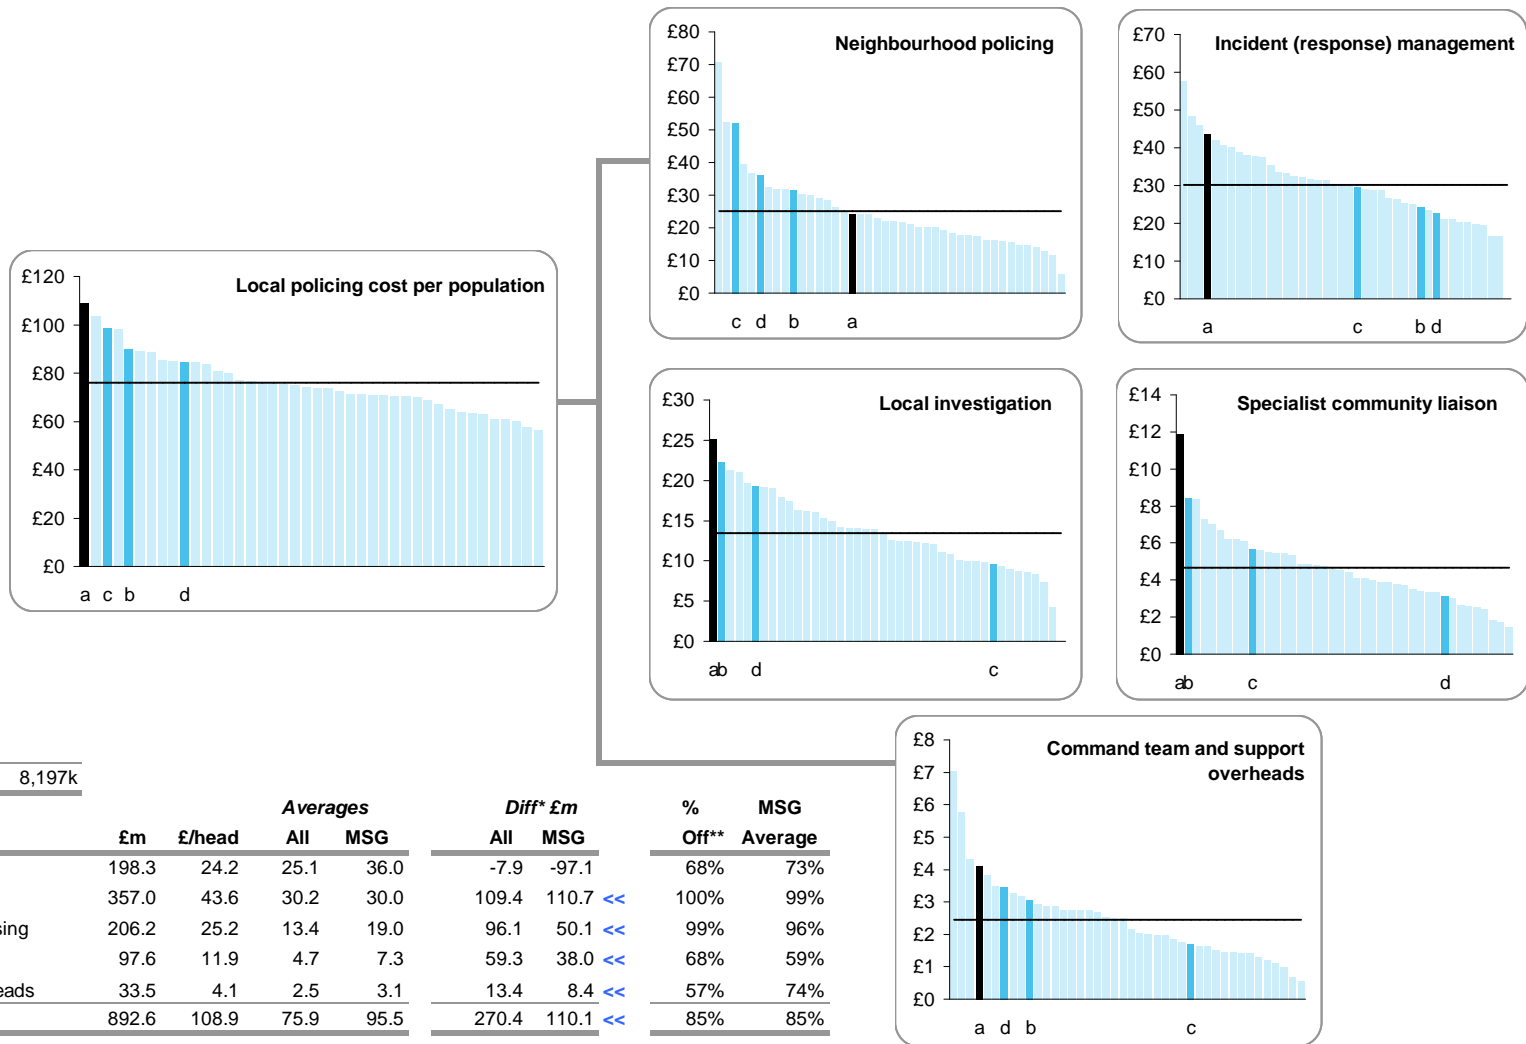 £80
Neighbourhood policing
£70
£60
£50
£40
£30
£20
£10
£0
c d b a
£70
Incident (response) management
£60
£50
£40
£30
£20
£10
£0
a c b d
£120
Local policing cost per population
£100
£80
£60
£40
£20
£0
a c b d
£30
Local investigation
£25
£20
£15
£10
£5
£0
ab d c
£14
Specialist community liaison
£12
£10
£8
£6
£4
£2
£0
ab c d
£8
Command team and support
overheads
£7
£6
£5
£4
£3
£2
£1
£0
a d b c
8,197k
Averages Diff* £m % MSG
£m £/head All MSG All MSG Off** Average
198.3 24.2 25.1 36.0 -7.9 -97.1 68% 73%
357.0 43.6 30.2 30.0 109.4 110.7 << 100% 99%
sing 206.2 25.2 13.4 19.0 96.1 50.1 << 99% 96%
97.6 11.9 4.7 7.3 59.3 38.0 << 68% 59%
eads 33.5 4.1 2.5 3.1 13.4 8.4 << 57% 74%
892.6 108.9 75.9 95.5 270.4 110.1 << 85% 85%